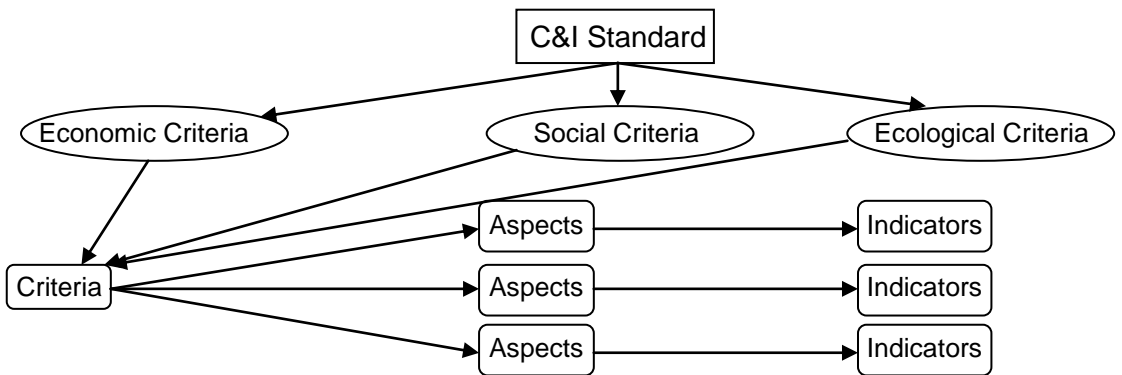 C&I Standard
Economic Criteria
Social Criteria
Ecological Criteria
Aspects
Indicators
Criteria
Aspects
Indicators
Aspects
Indicators